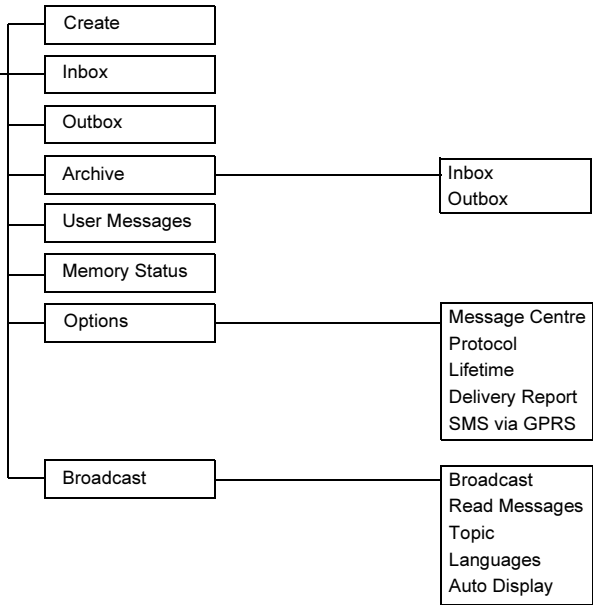 Create
Inbox
Outbox
Archive
Inbox
Outbox
User Messages
Memory Status
Options
Message Centre
Protocol
Lifetime
Delivery Report
SMS via GPRS
Broadcast
Broadcast
Read Messages
Topic
Languages
Auto Display